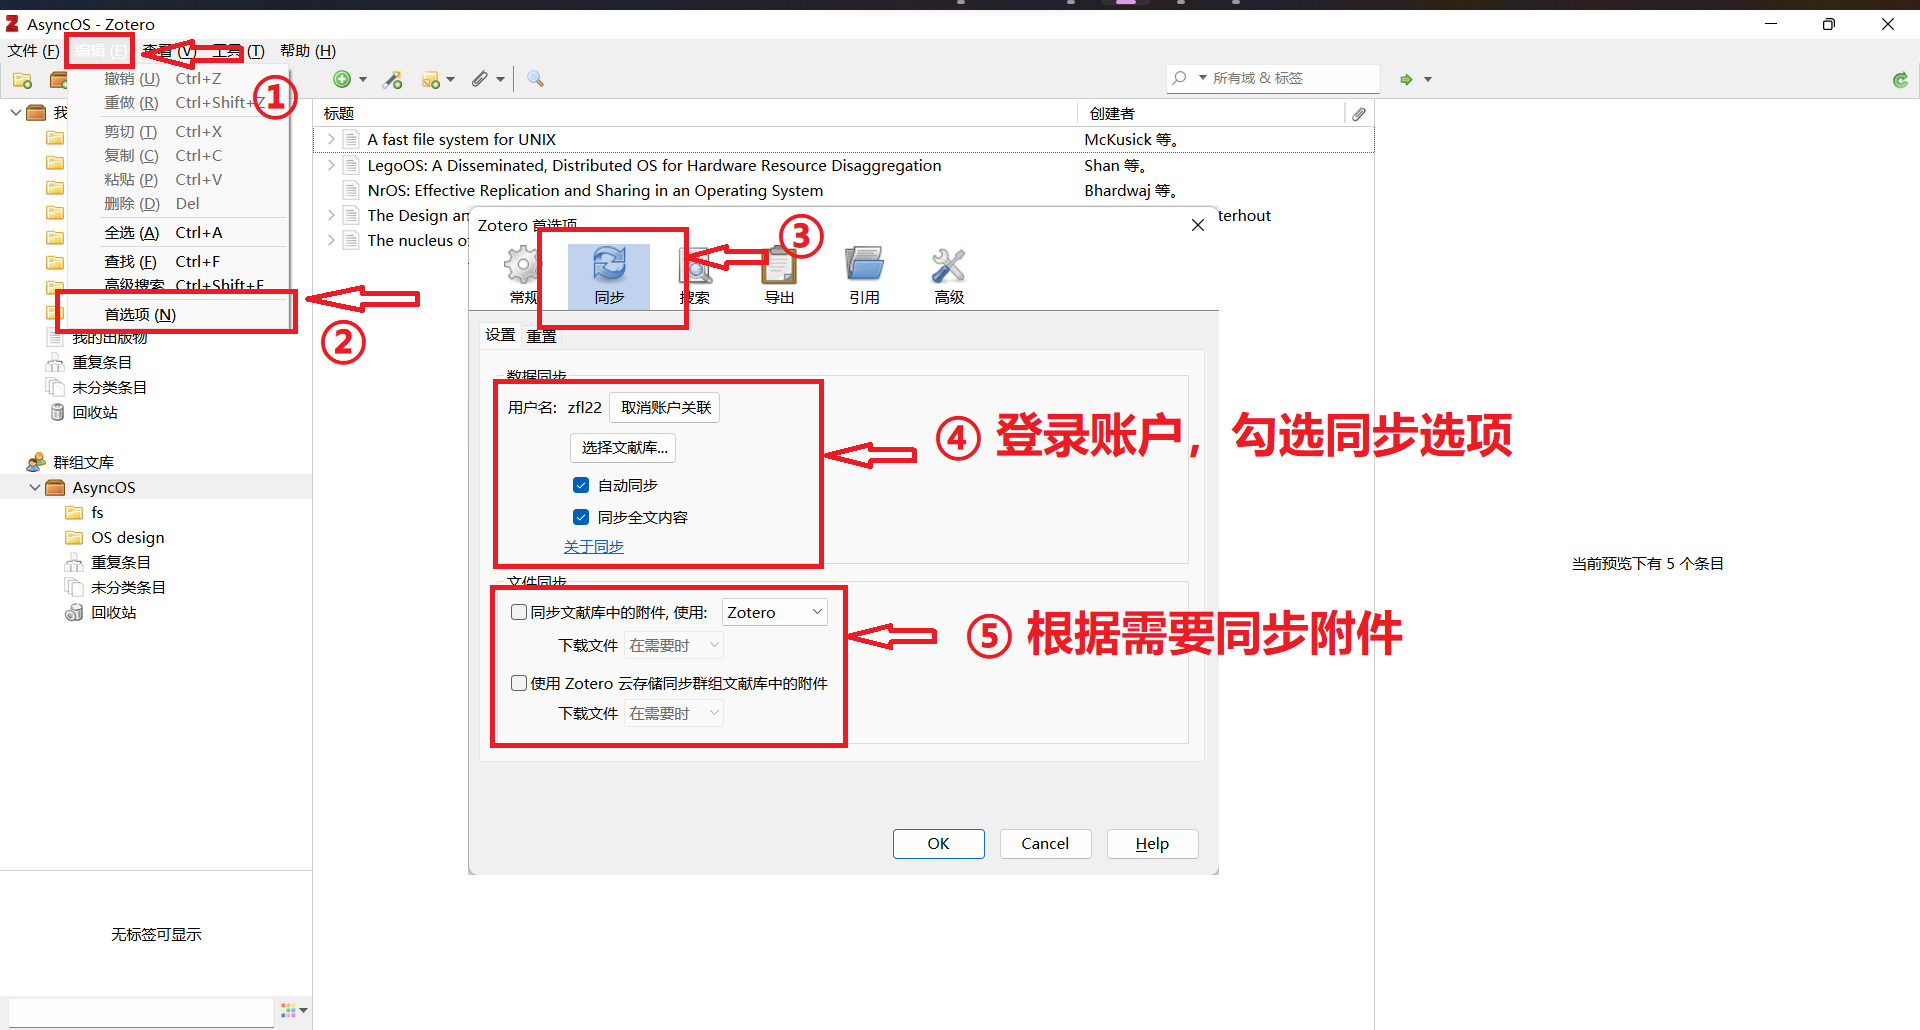 AsyncOS - Zotero
文件 (F) 编辑 (E) 查看 (V) 工具 (T) 帮助 (H)
①
撤销 (U) Ctrl+Z
重做 (R) Ctrl+Shift+Z
剪切 (T) Ctrl+X
复制 (C) Ctrl+C
粘贴 (P) Ctrl+V
删除 (D) Del
全选 (A) Ctrl+A
查找 (F) Ctrl+F
高级搜索 Ctrl+Shift+F
首选项 (N)
②
我
我的出版物
重复条目
未分类条目
回收站
群组文库
AsyncOS
fs
OS design
重复条目
未分类条目
回收站
无标签可显示
所有域 & 标签
标题 创建者
A fast file system for UNIX McKusick 等。
LegoOS: A Disseminated, Distributed OS for Hardware Resource Disaggregation Shan 等。
NrOS: Effective Replication and Sharing in an Operating System Bhardwaj 等。
The Design an terhout
The nucleus o
Zotero 首选项
③
常规 同步 搜索 导出 引用 高级
设置 重置
数据同步
用户名: zfl22 取消账户关联
选择文献库...
自动同步
同步全文内容
关于同步
④ 登录账户，勾选同步选项
文件同步
同步文献库中的附件, 使用: Zotero
下载文件 在需要时
使用 Zotero 云存储同步群组文献库中的附件
下载文件 在需要时
⑤ 根据需要同步附件
OK Cancel Help
当前预览下有 5 个条目